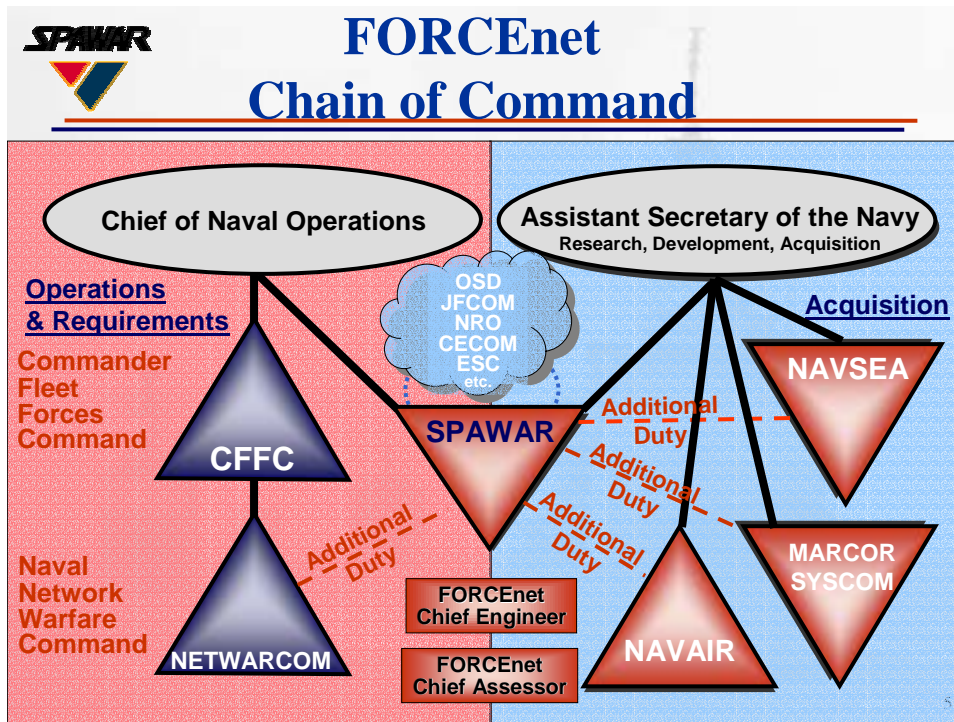 SPAWAR
FORCEnet
Chain of Command
Chief of Naval Operations
Assistant Secretary of the Navy
Research, Development, Acquisition
OSD
JFCOM
NRO
CECOM
ESC
etc.
Operations
& Requirements
Acquisition
Commander
Fleet
Forces
Command
CFFC
SPAWAR
NAVSEA
Additional
Duty
Additional
Duty
Additional
Duty
Additional
Duty
MARCOR
SYSCOM
Naval
Network
Warfare
Command
NETWARCOM
FORCEnet
Chief Engineer
NAVAIR
FORCEnet
Chief Assessor
5